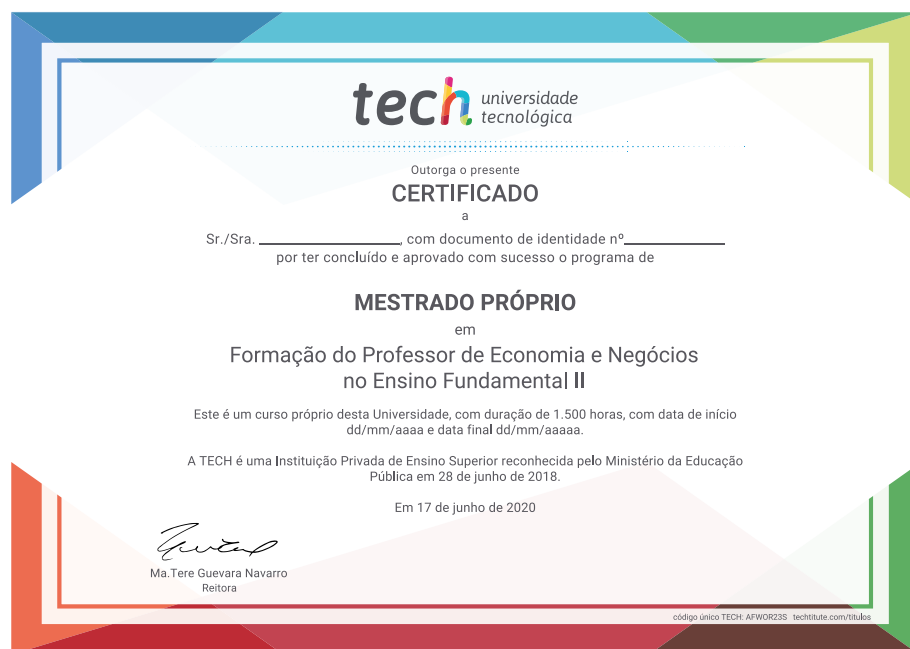 tech universidade
tecnológica
Outorga o presente
CERTIFICADO
a
Sr./Sra. ____________________, com documento de identidade nº______________
por ter concluído e aprovado com sucesso o programa de
MESTRADO PRÓPRIO
em
Formação do Professor de Economia e Negócios
no Ensino Fundamental II
Este é um curso próprio desta Universidade, com duração de 1.500 horas, com data de início
dd/mm/aaaa e data final dd/mm/aaaaa.
A TECH é uma Instituição Privada de Ensino Superior reconhecida pelo Ministério da Educação
Pública em 28 de junho de 2018.
Em 17 de junho de 2020
Ma.Tere Guevara Navarro
Reitora
código único TECH: AFWOR23S techtitute.com/titulos